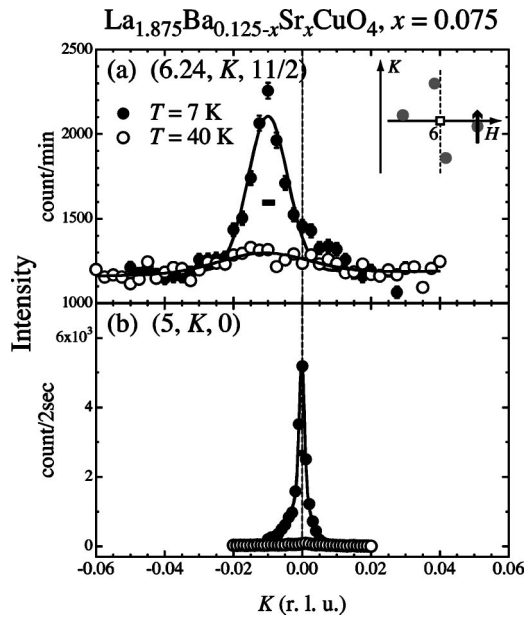 La₁.₈₇₅Ba₀.₁₂₅₋ₓSrₓCuO₄, x = 0.075
(a) (6.24, K, 11/2)
T = 7 K
T = 40 K
K
6
H
2500
2000
1500
1000
count/min
Intensity
(b) (5, K, 0)
6x10³
4
2
0
count/2sec
-0.06 -0.04 -0.02 0.00 0.02 0.04 0.06
K (r. l. u.)